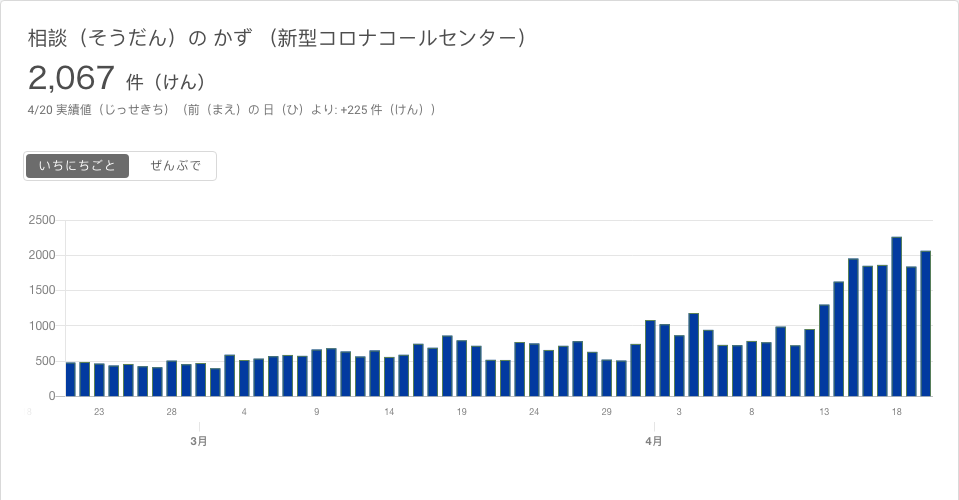 相談（そうだん）の かず （新型コロナコールセンター）
2,067 件（けん）
4/20 実績値（じっせきち）（前（まえ）の 日（ひ）より: +225 件（けん））
いちにちごと ぜんぶで
2500
2000
1500
1000
500
0
23 28 4 9 14 19 24 29 3 8 13 18
3月 4月